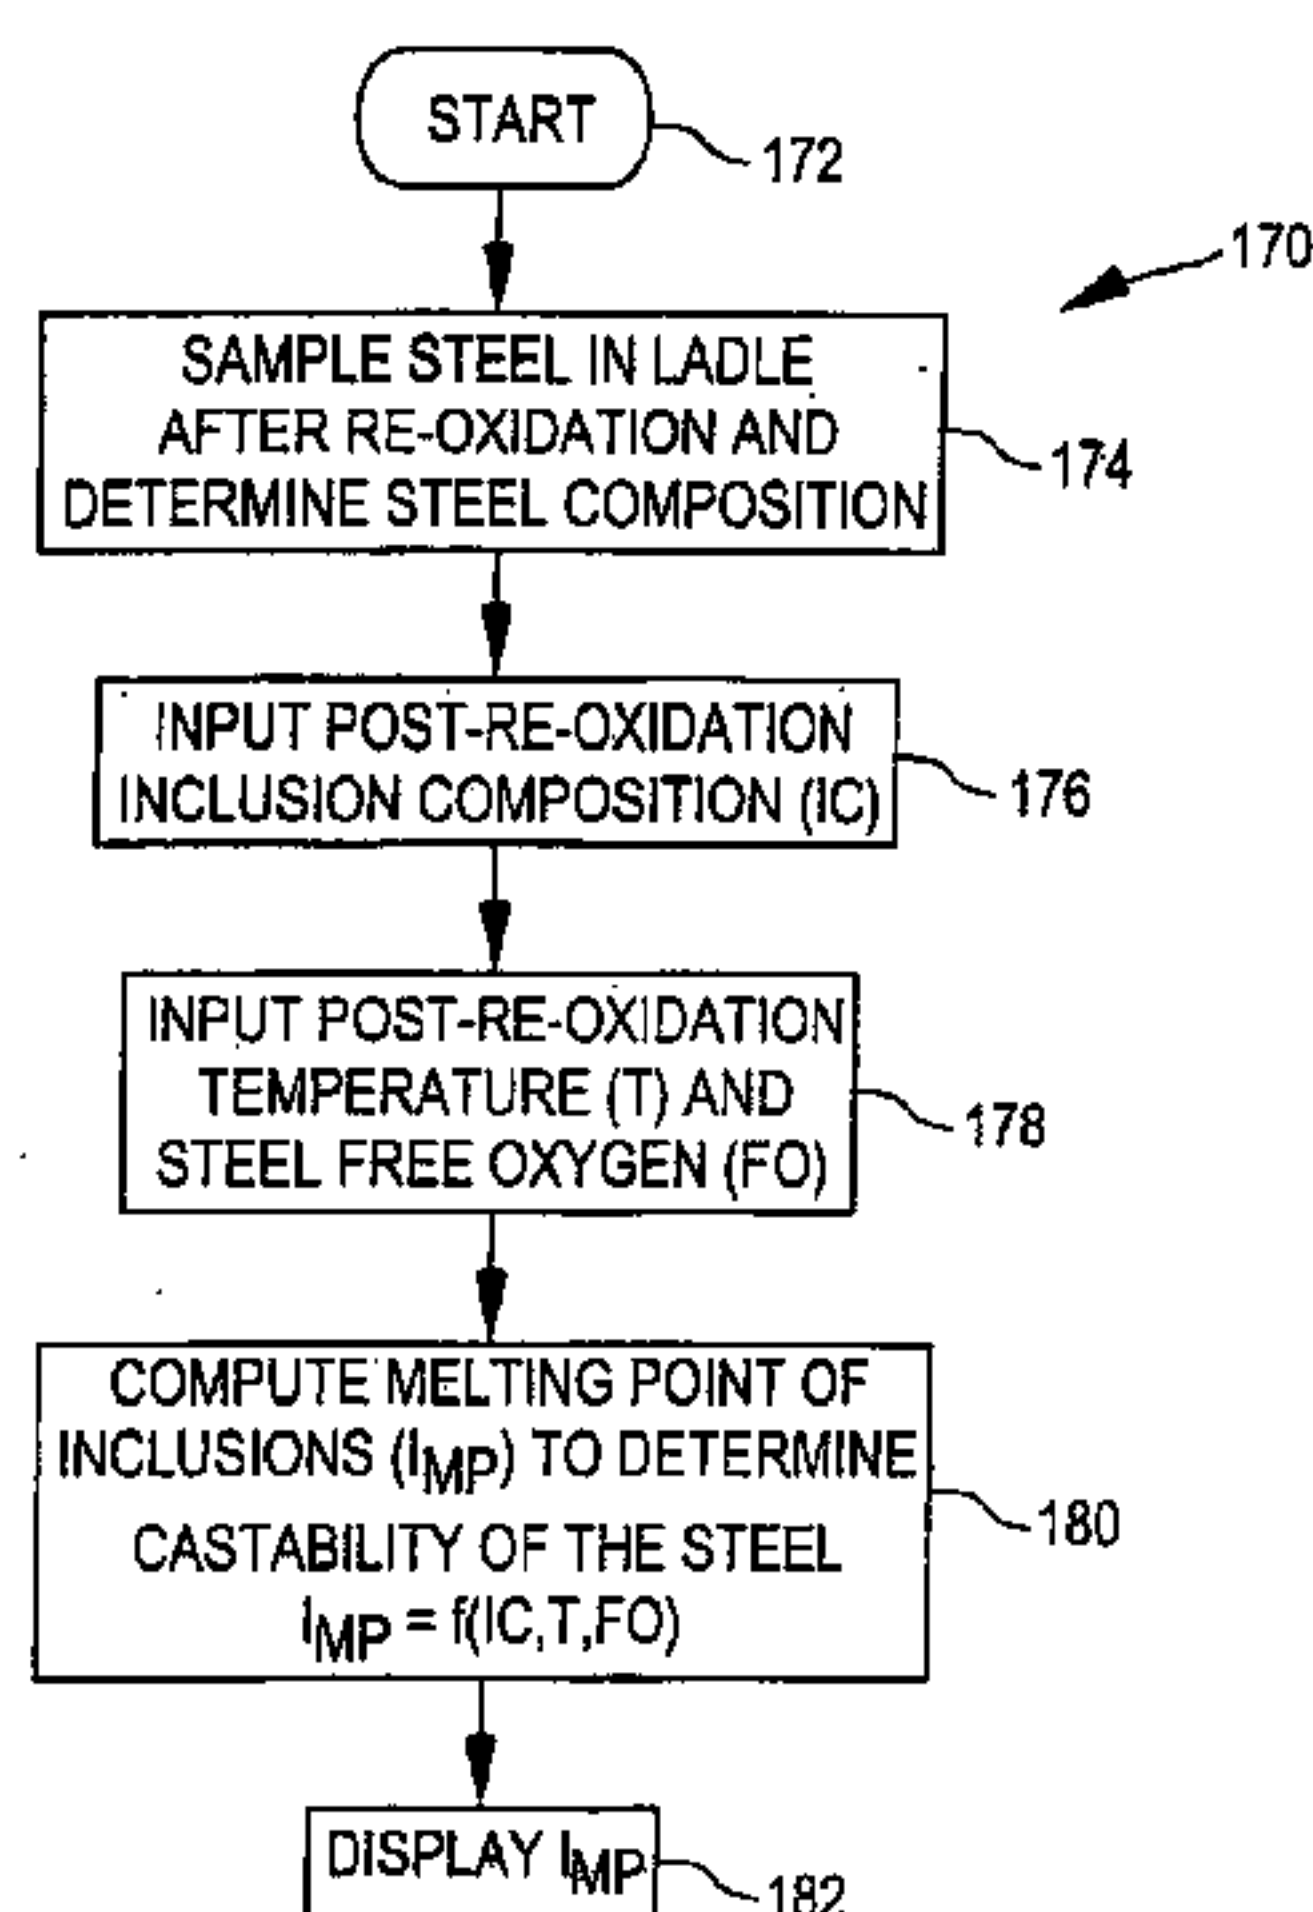 START
172
170
SAMPLE STEEL IN LADLE
AFTER RE-OXIDATION AND
DETERMINE STEEL COMPOSITION
174
INPUT POST-RE-OXIDATION
INCLUSION COMPOSITION (IC)
176
INPUT POST-RE-OXIDATION
TEMPERATURE (T) AND
STEEL FREE OXYGEN (FO)
178
COMPUTE MELTING POINT OF
INCLUSIONS (IMP) TO DETERMINE
CASTABILITY OF THE STEEL
IMP = f(IC,T,FO)
180
DISPLAY IMP
182